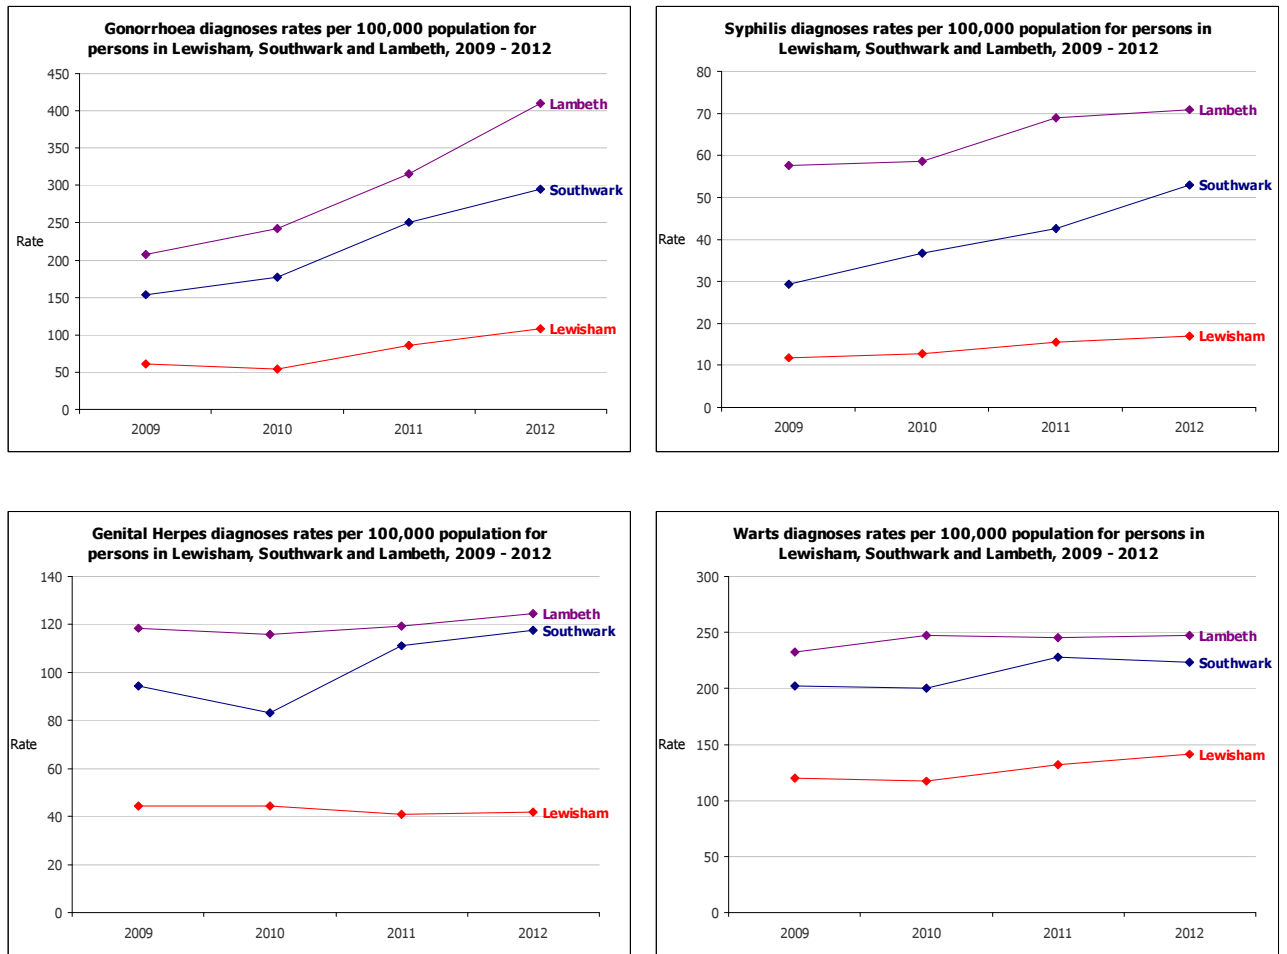 Gonorrhoea diagnoses rates per 100,000 population for
persons in Lewisham, Southwark and Lambeth, 2009 - 2012
450
400
350
300
250
200
150
100
50
0
Rate
Lambeth
Southwark
Lewisham
2009 2010 2011 2012
Syphilis diagnoses rates per 100,000 population for persons in
Lewisham, Southwark and Lambeth, 2009 - 2012
80
70
60
50
40
30
20
10
0
Rate
Lambeth
Southwark
Lewisham
2009 2010 2011 2012
Genital Herpes diagnoses rates per 100,000 population for
persons in Lewisham, Southwark and Lambeth, 2009 - 2012
140
120
100
80
60
40
20
0
Rate
Lambeth
Southwark
Lewisham
2009 2010 2011 2012
Warts diagnoses rates per 100,000 population for persons in
Lewisham, Southwark and Lambeth, 2009 - 2012
300
250
200
150
100
50
0
Rate
Lambeth
Southwark
Lewisham
2009 2010 2011 2012